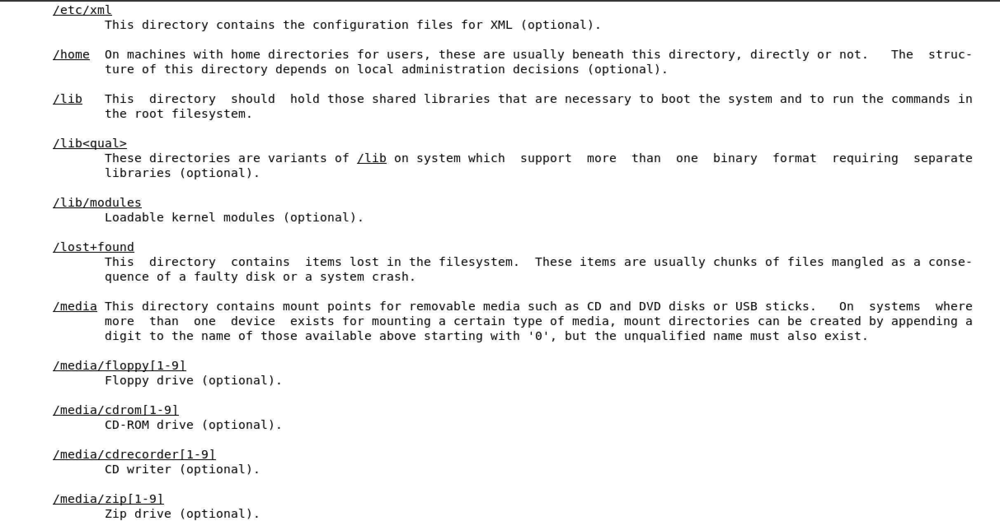 /etc/xml
This directory contains the configuration files for XML (optional).
/home  On machines with home directories for users, these are usually beneath this directory, directly or not.   The  struc-
ture of this directory depends on local administration decisions (optional).
/lib   This  directory  should  hold those shared libraries that are necessary to boot the system and to run the commands in
the root filesystem.
/lib<qual>
These directories are variants of /lib on system which  support  more  than  one  binary  format  requiring  separate
libraries (optional).
/lib/modules
Loadable kernel modules (optional).
/lost+found
This  directory  contains  items lost in the filesystem.  These items are usually chunks of files mangled as a conse-
quence of a faulty disk or a system crash.
/media This directory contains mount points for removable media such as CD and DVD disks or USB sticks.   On  systems  where
more  than  one  device  exists for mounting a certain type of media, mount directories can be created by appending a
digit to the name of those available above starting with '0', but the unqualified name must also exist.
/media/floppy[1-9]
Floppy drive (optional).
/media/cdrom[1-9]
CD-ROM drive (optional).
/media/cdrecorder[1-9]
CD writer (optional).
/media/zip[1-9]
Zip drive (optional).